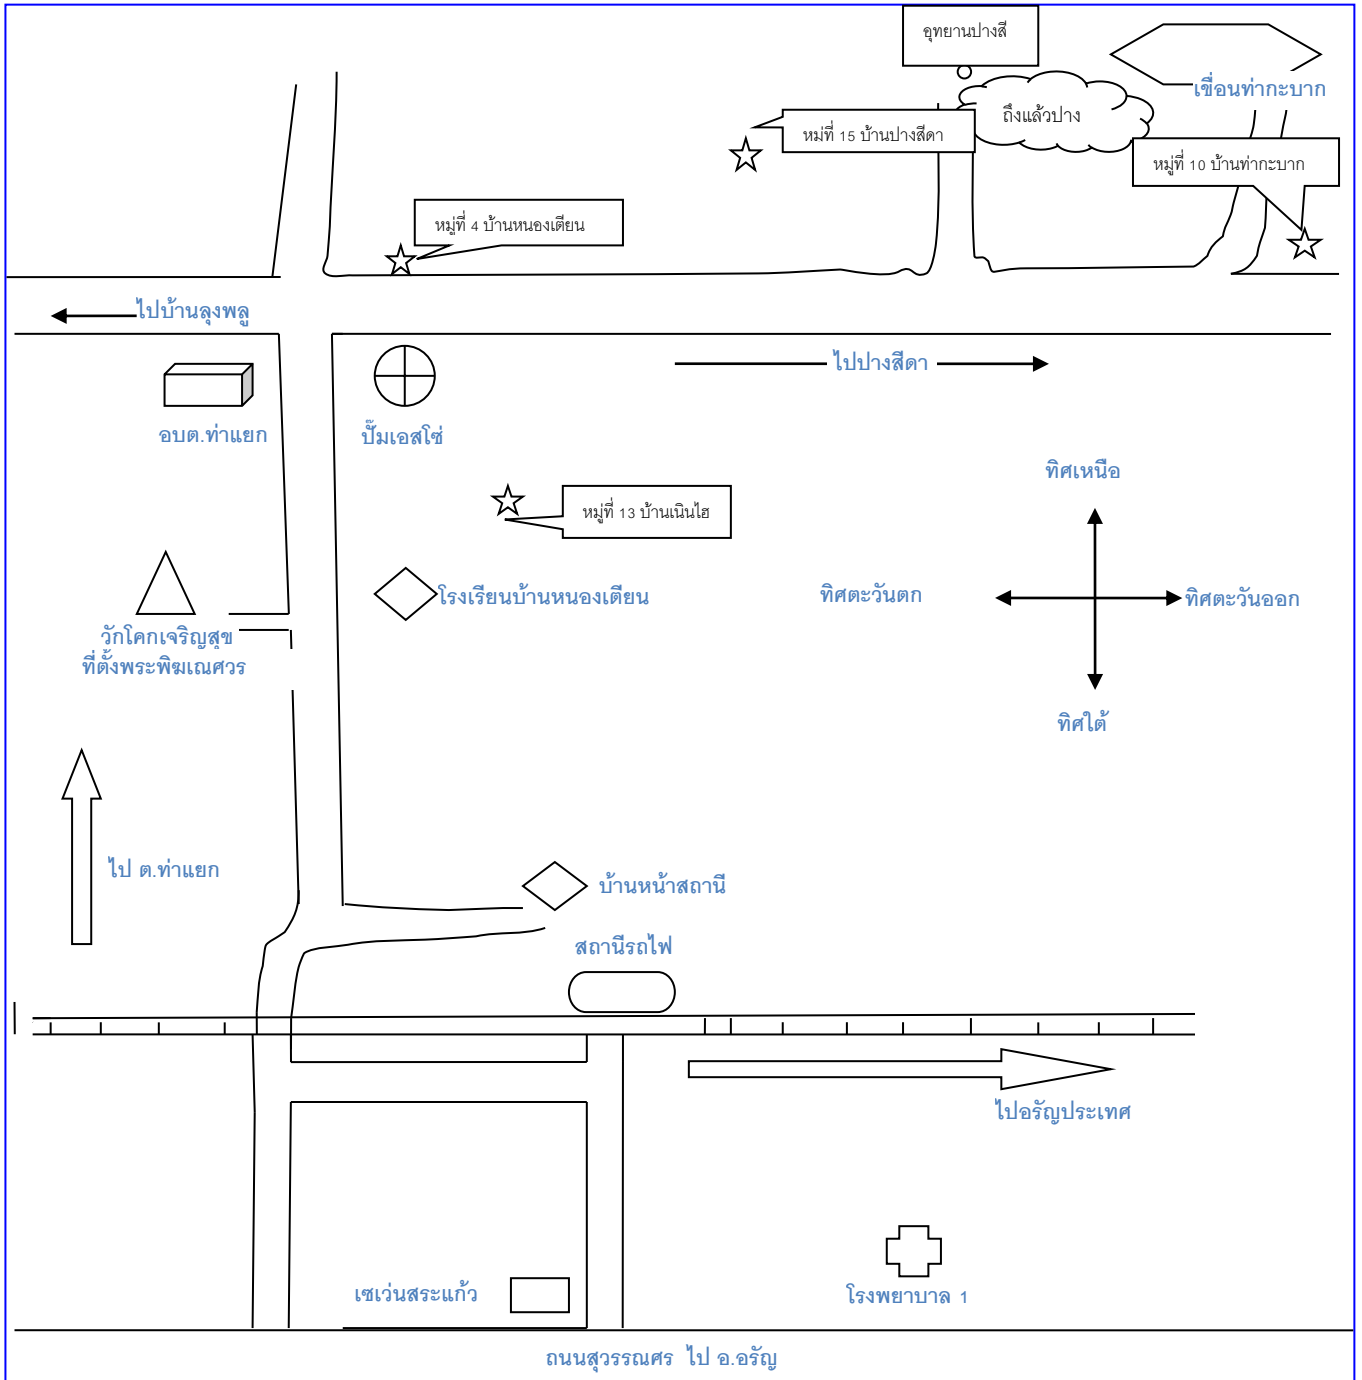 อุทยานปางสี
เขื่อนท่ากะบาก
ถึงแล้วปาง
หมู่ที่ 15 บ้านปางสีดา
หมู่ที่ 10 บ้านท่ากะบาก
หมู่ที่ 4 บ้านหนองเตียน
ไปบ้านลุงพลู
ไปปางสีดา
อบต.ท่าแยก
ปั๊มเอสโซ่
ทิศเหนือ
หมู่ที่ 13 บ้านเนินไฮ
โรงเรียนบ้านหนองเตียน
ทิศตะวันตก
ทิศตะวันออก
วักโคกเจริญสุข
ที่ตั้งพระพิฆเณศวร
ทิศใต้
ไป ต.ท่าแยก
บ้านหน้าสถานี
สถานีรถไฟ
ไปอรัญประเทศ
เซเว่นสระแก้ว
โรงพยาบาล 1
ถนนสุวรรณศร ไป อ.อรัญ